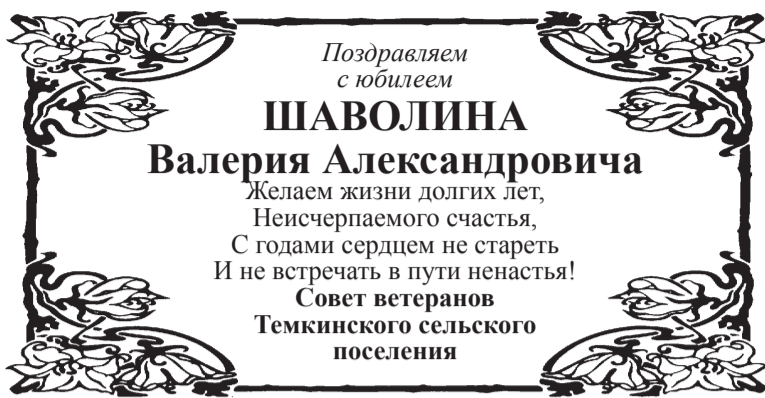 Поздравляем
с юбилеем
ШАВОЛИНА
Валерия Александровича
Желаем жизни долгих лет,
Неисчерпаемого счастья,
С годами сердцем не стареть
И не встречать в пути ненастья!
Совет ветеранов
Темкинского сельского
поселения